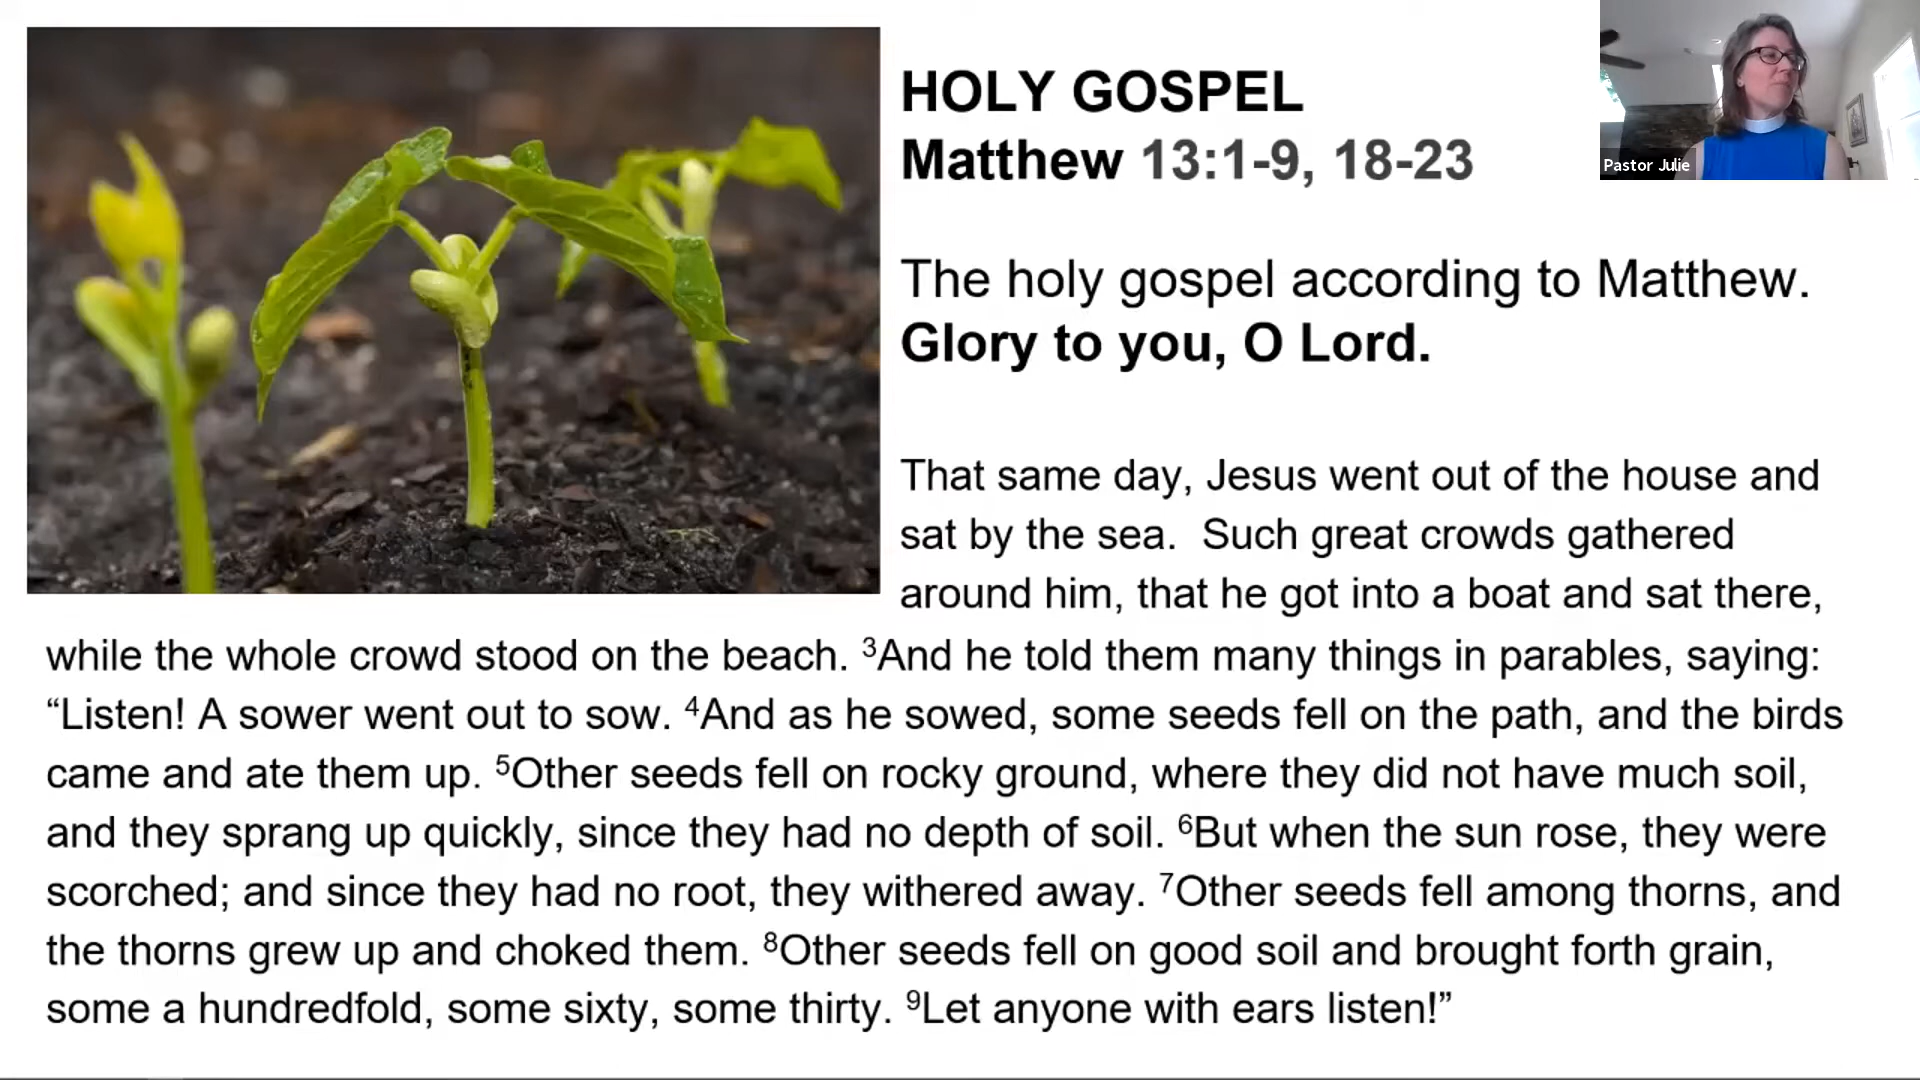 HOLY GOSPEL
Matthew 13:1-9, 18-23
Pastor Julie
The holy gospel according to Matthew.
Glory to you, O Lord.
That same day, Jesus went out of the house and
sat by the sea.  Such great crowds gathered
around him, that he got into a boat and sat there,
while the whole crowd stood on the beach. ³And he told them many things in parables, saying:
“Listen! A sower went out to sow. ⁴And as he sowed, some seeds fell on the path, and the birds
came and ate them up. ⁵Other seeds fell on rocky ground, where they did not have much soil,
and they sprang up quickly, since they had no depth of soil. ⁶But when the sun rose, they were
scorched; and since they had no root, they withered away. ⁷Other seeds fell among thorns, and
the thorns grew up and choked them. ⁸Other seeds fell on good soil and brought forth grain,
some a hundredfold, some sixty, some thirty. ⁹Let anyone with ears listen!”